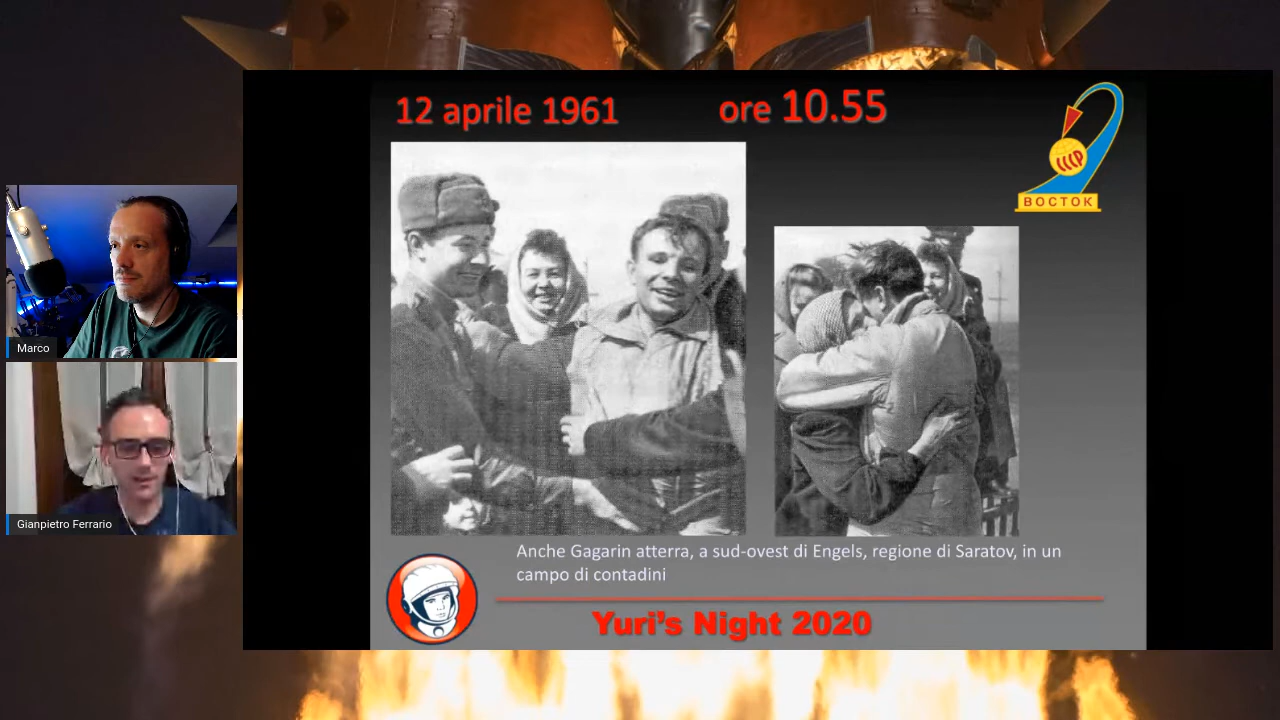 12 aprile 1961 ore 10.55
СССР
ВОСТОК
Marco
Gianpietro Ferrario
Anche Gagarin atterra, a sud-ovest di Engels, regione di Saratov, in un
campo di contadini
Yuri's Night 2020